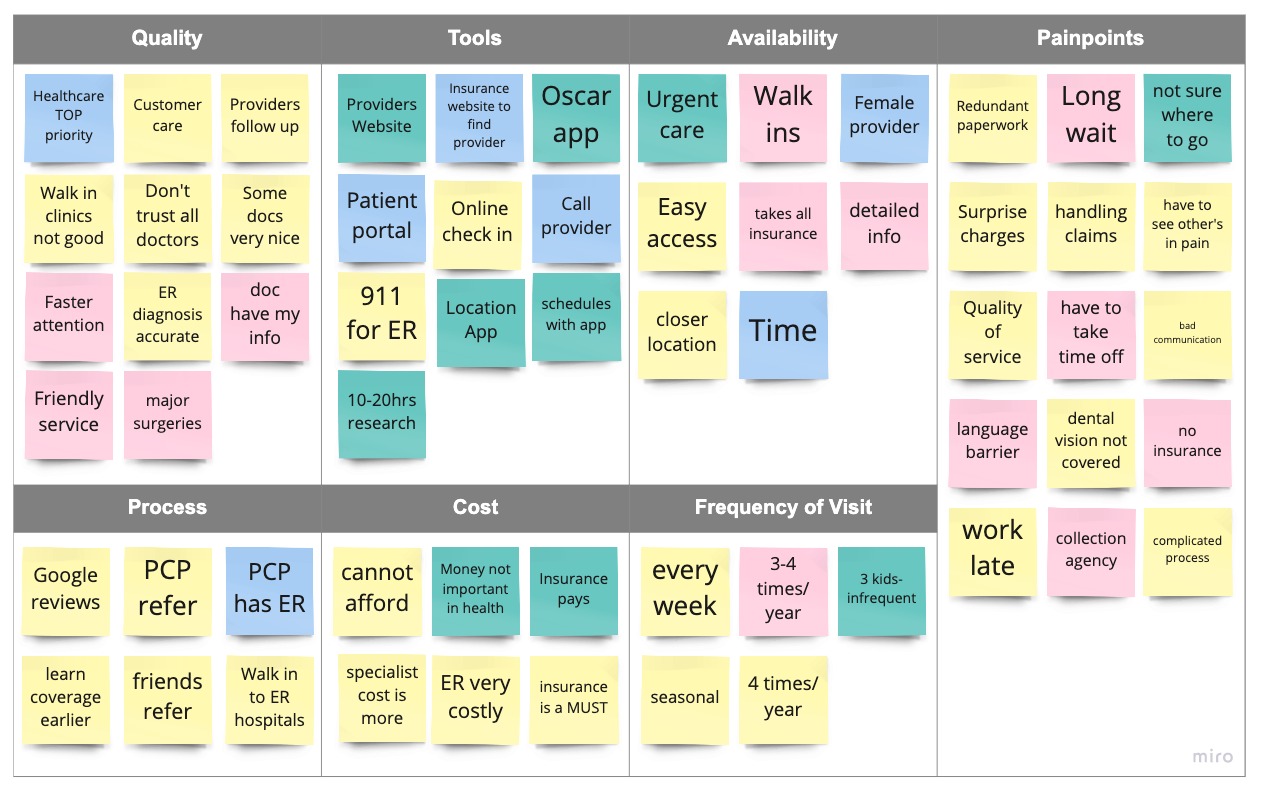 Quality
Healthcare
TOP
priority
Customer
care
Providers
follow up
Walk in
clinics
not good
Don't
trust all
doctors
Some
docs
very nice
Faster
attention
ER
diagnosis
accurate
doc
have my
info
Friendly
service
major
surgeries
Tools
Providers
Website
Insurance
website to
find
provider
Oscar
app
Patient
portal
Online
check in
Call
provider
911
for ER
Location
App
schedules
with app
10-20hrs
research
Availability
Urgent
care
Walk
ins
Female
provider
Easy
access
takes all
insurance
detailed
info
closer
location
Time
Painpoints
Redundant
paperwork
Long
wait
not sure
where
to go
Surprise
charges
handling
claims
have to
see other's
in pain
Quality
of
service
have to
take
time off
bad
communication
language
barrier
dental
vision not
covered
no
insurance
work
late
collection
agency
complicated
process
Process
Google
reviews
PCP
refer
PCP
has ER
learn
coverage
earlier
friends
refer
Walk in
to ER
hospitals
Cost
cannot
afford
Money not
important
in health
Insurance
pays
specialist
cost is
more
ER very
costly
insurance
is a MUST
Frequency of Visit
every
week
3-4
times/
year
3 kids-
infrequent
seasonal
4 times/
year
miro